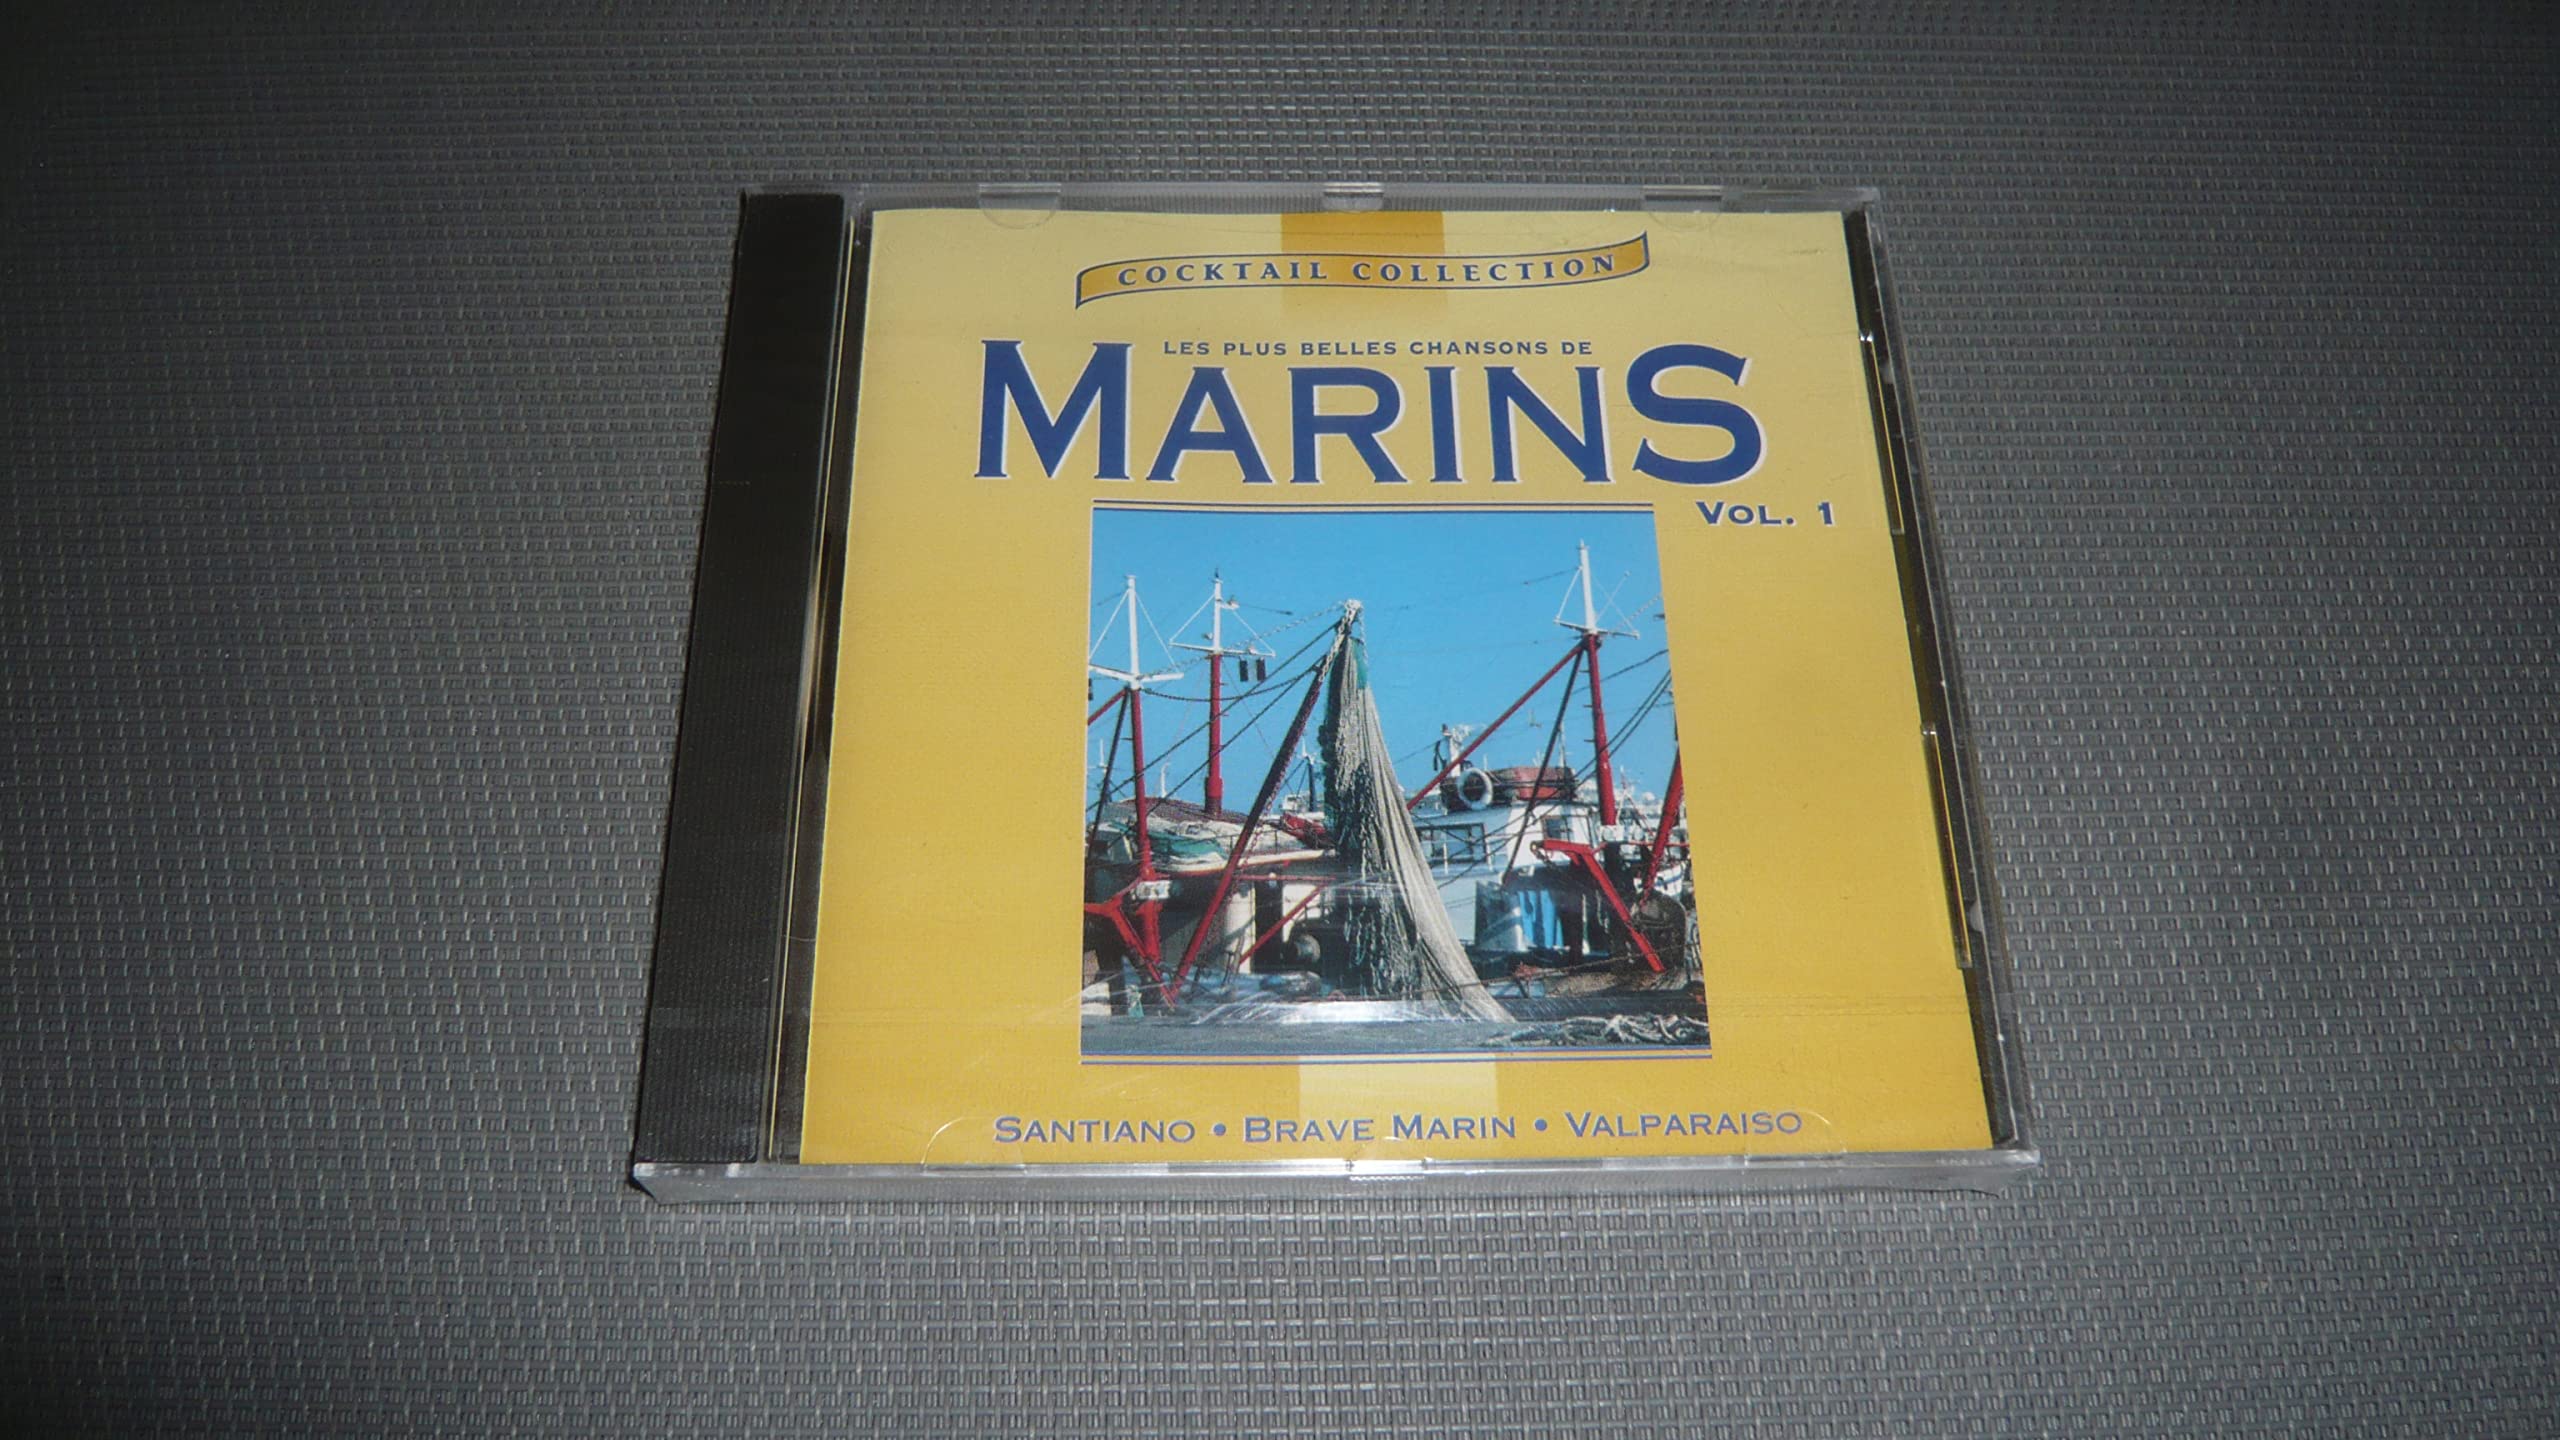 COCKTAIL COLLECTION
LES PLUS BELLES CHANSONS DE
MARINS
VOL. 1
SANTIANO • BRAVE MARIN • VALPARAISO